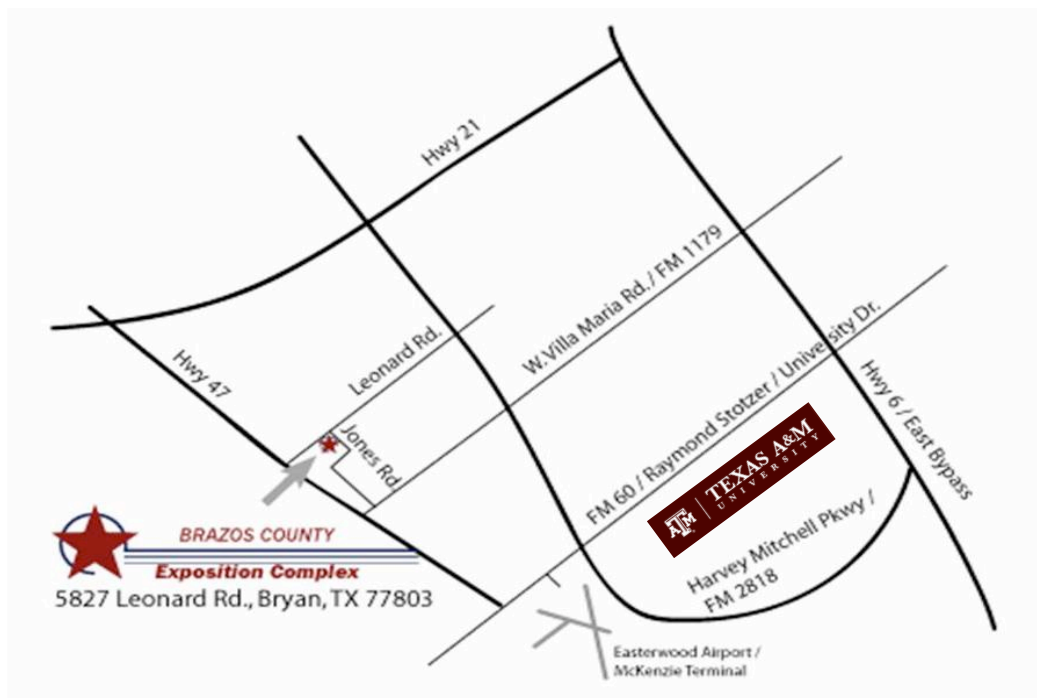 Hwy 21
W. Villa Maria Rd. / FM 1179
Leonard Rd.
Hwy 47
Jones Rd
FM 60 / Raymond Stotzer / University Dr.
Hwy 6 / East Bypass
ATM
TEXAS A&M
UNIVERSITY
Harvey Mitchell Pkwy /
FM 2818
BRAZOS COUNTY
Exposition Complex
5827 Leonard Rd., Bryan, TX 77803
Easterwood Airport /
McKenzie Terminal